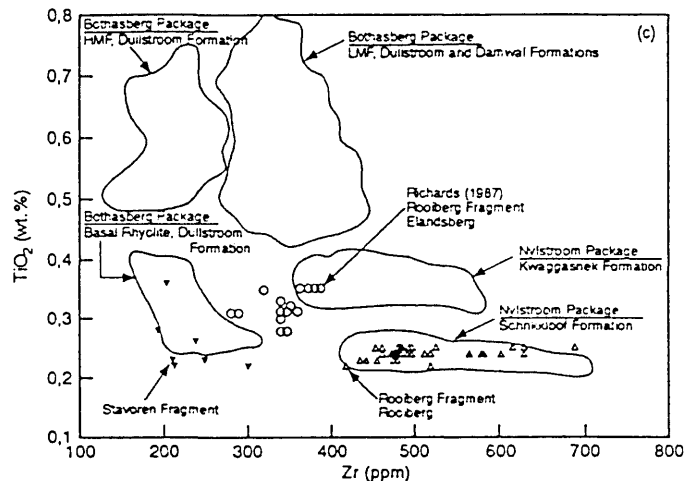 (c)
Bothasberg Package
HMF, Dullstroom Formation
Bothasberg Package
LMF, Dullstroom and Damwal Formations
Richards (1987)
Rooiberg Fragment
Elandsberg
Bothasberg Package
Basal Rhyolite, Dullstroom
Formation
Nylstroom Package
Kwaggasnek Formation
Nylstroom Package
Schrikkloof Formation
Stavoren Fragment
Rooiberg Fragment
Rooiberg
TiO2 (wt.%)
0,8
0,7
0,6
0,5
0,4
0,3
0,2
0,1
100 200 300 400 500 600 700 800
Zr (ppm)